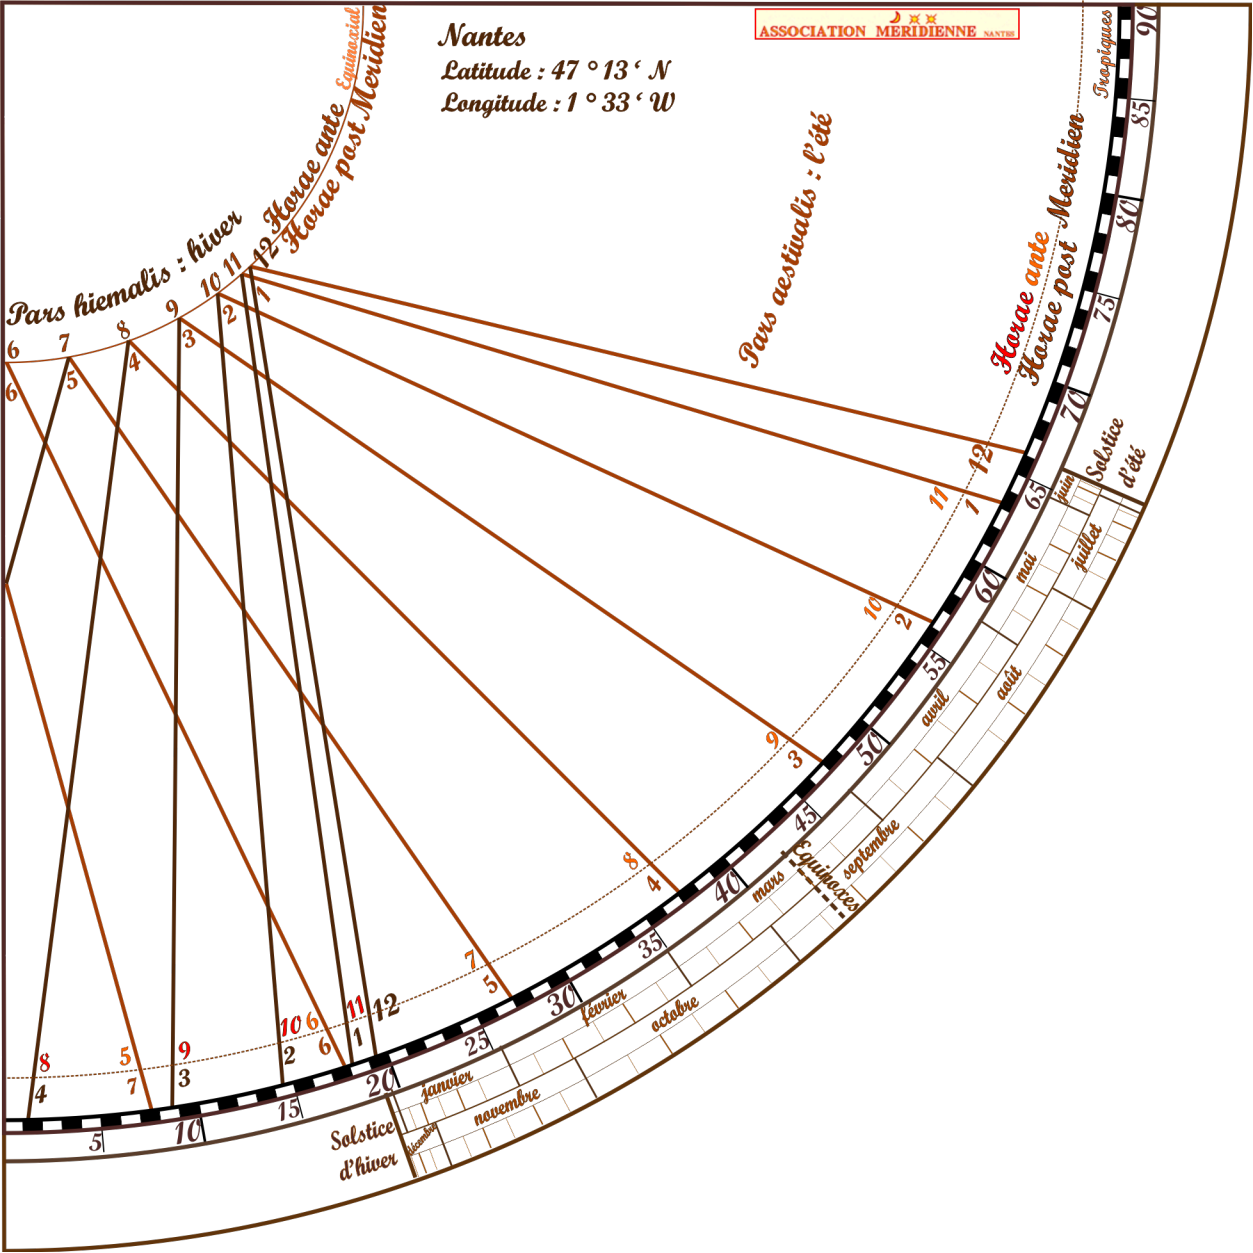 Nantes
Latitude : 47 ° 13 ‘ N
Longitude : 1 ° 33 ‘ W
ASSOCIATION MERIDIENNE NANTES
Equinoxial
Horae ante
Horae post Meridien
Tropiques
Pars hiemalis : hiver
Pars aestivalis : l'été
Horae ante
Horae post Meridien
6 7 8 9 10 11 12
6 5 4 3 2 1
12
11 1
10 2
9 3
8 4
7 5
6 6
5 7
12
11 1
10 2
9 3
8 4
90
85
80
75
70
65
60
55
50
45
40
35
30
25
20
15
10
5
Solstice
d'été
juin
juillet
mai
août
avril
septembre
Equinoxes
mars
octobre
février
novembre
janvier
décembre
Solstice
d'hiver